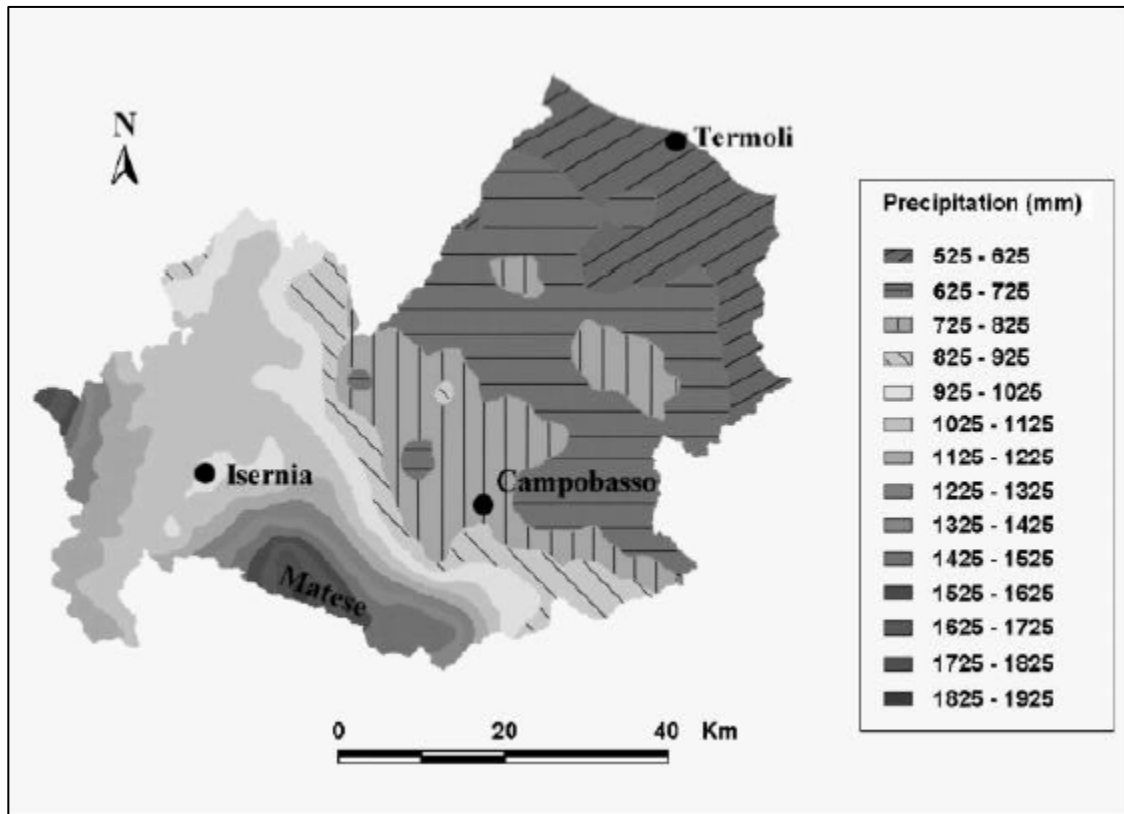 N
Termoli
Isernia
Campobasso
Matese
0 20 40 Km
Precipitation (mm)
525 - 625
625 - 725
725 - 825
825 - 925
925 - 1025
1025 - 1125
1125 - 1225
1225 - 1325
1325 - 1425
1425 - 1525
1525 - 1625
1625 - 1725
1725 - 1825
1825 - 1925